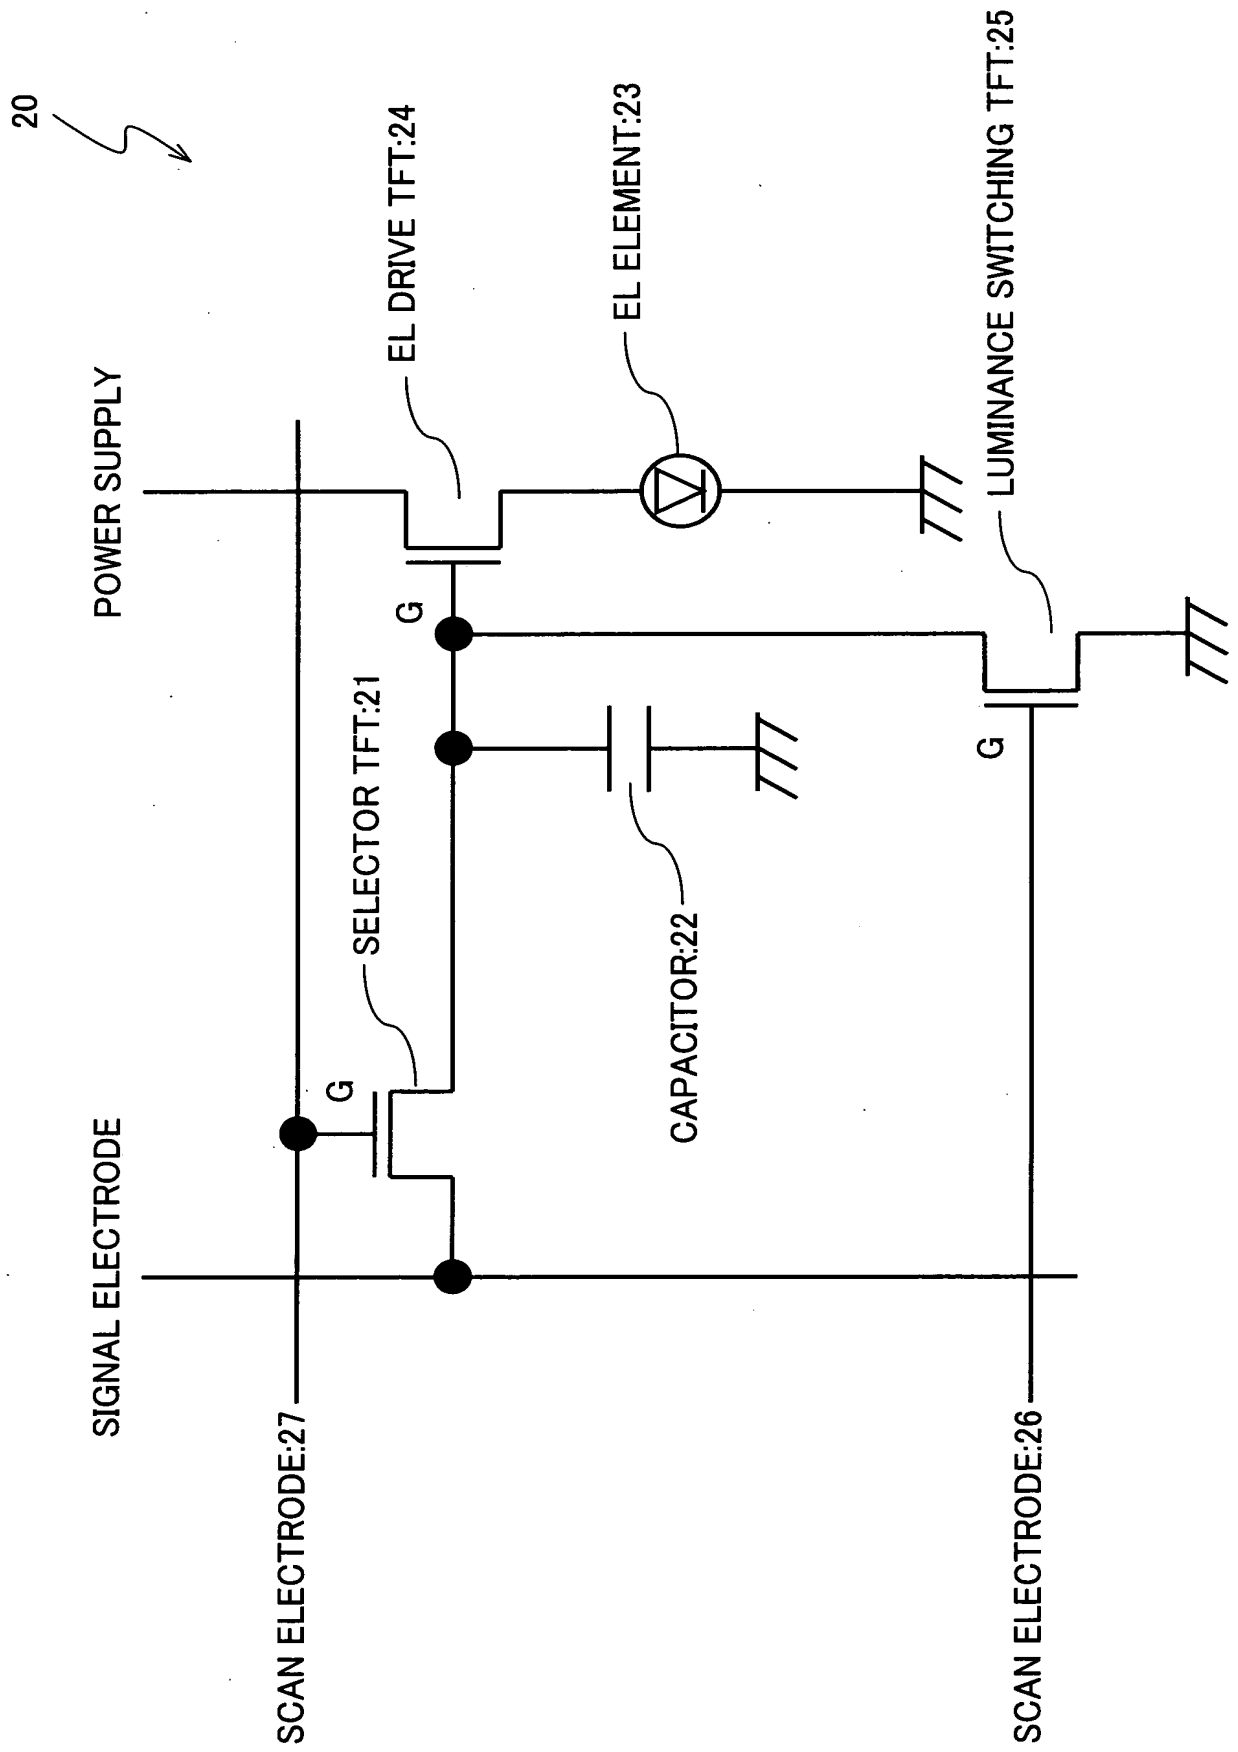 20
POWER SUPPLY
SIGNAL ELECTRODE
EL DRIVE TFT:24
SELECTOR TFT:21
G
G
SCAN ELECTRODE:27
EL ELEMENT:23
CAPACITOR:22
LUMINANCE SWITCHING TFT:25
G
SCAN ELECTRODE:26